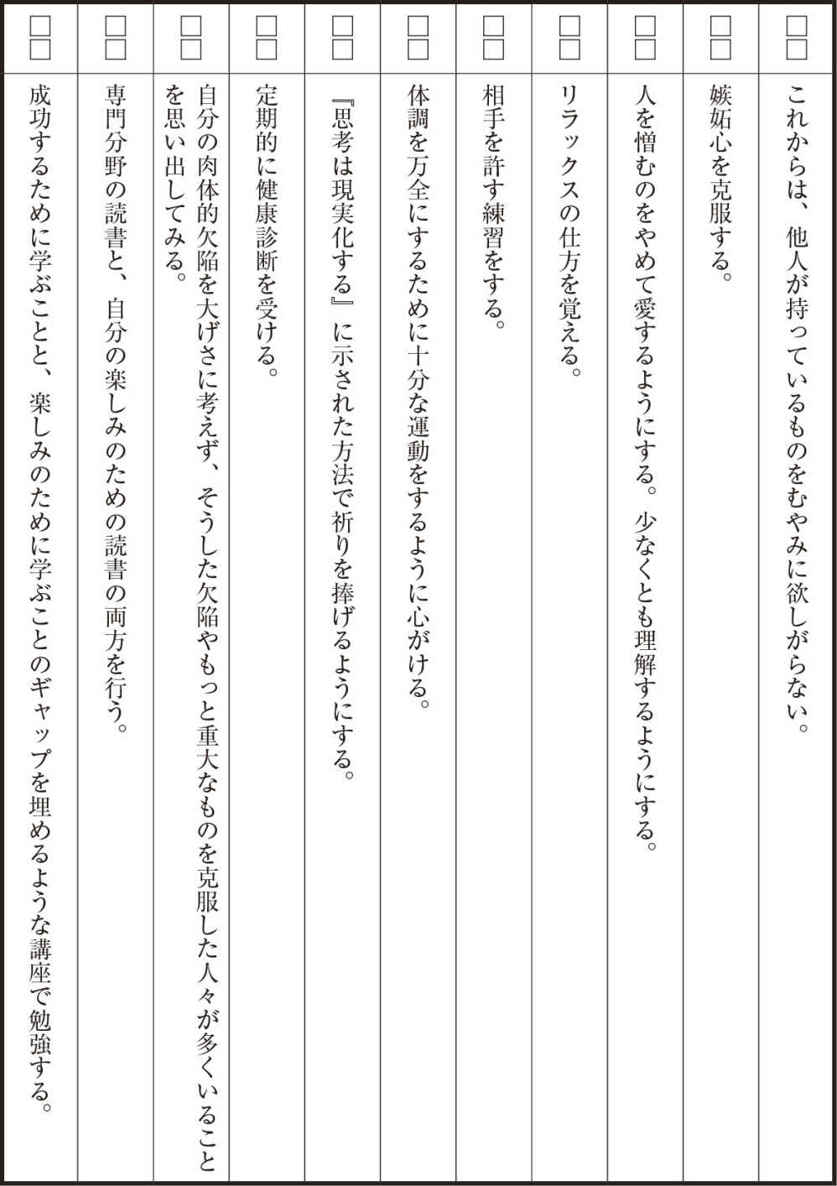 □□ これからは、他人が持っているものをむやみに欲しがらない。
□□ 嫉妬心を克服する。
□□ 人を憎むのをやめて愛するようにする。少なくとも理解するようにする。
□□ リラックスの仕方を覚える。
□□ 相手を許す練習をする。
□□ 体調を万全にするために十分な運動をするように心がける。
□□ 『思考は現実化する』に示された方法で祈りを捧げるようにする。
□□ 定期的に健康診断を受ける。
□□ 自分の肉体的欠陥を大げさに考えず、そうした欠陥やもっと重大なものを克服した人々が多くいること
を思い出してみる。
□□ 専門分野の読書と、自分の楽しみのための読書の両方を行う。
□□ 成功するために学ぶことと、楽しみのために学ぶことのギャップを埋めるような講座で勉強する。